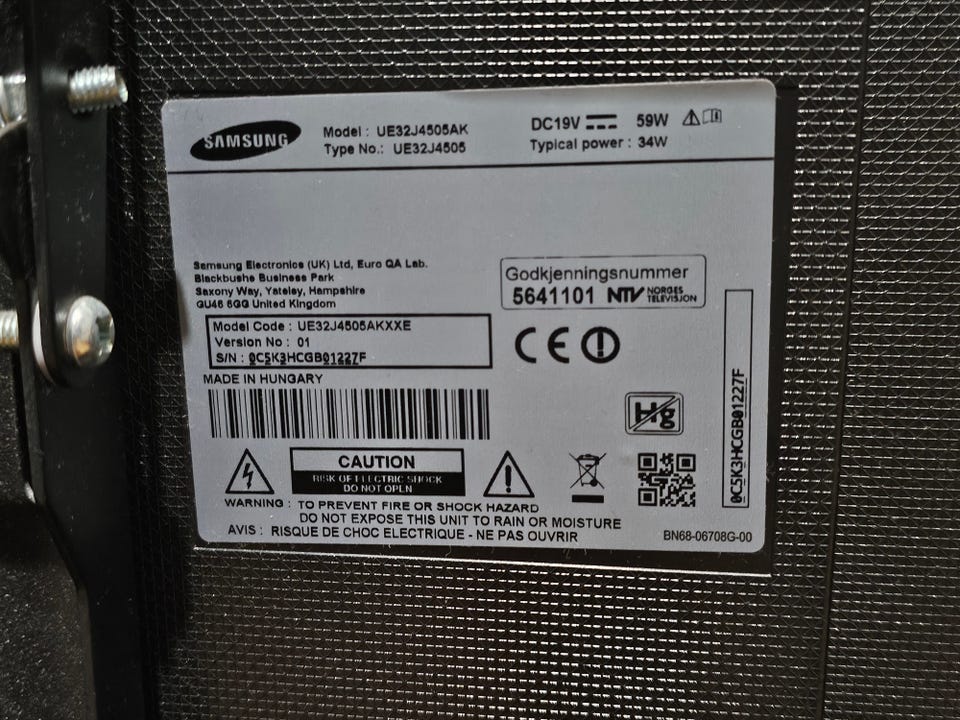 SAMSUNG
Model : UE32J4505AK
Type No.: UE32J4505
DC19V 59W
Typical power : 34W
Samsung Electronics (UK) Ltd, Euro QA Lab.
Blackbushe Business Park
Saxony Way, Yateley, Hampshire
GU46 6GG United Kingdom
Godkjenningsnummer
5641101 NTV NORGES TELEVISJON
Model Code : UE32J4505AKXXE
Version No : 01
S/N : 0C5K3HCGB01227F
CE
MADE IN HUNGARY
Hg
0C5K3HCGB01227F
CAUTION
RISK OF ELECTRIC SHOCK
DO NOT OPEN
WARNING : TO PREVENT FIRE OR SHOCK HAZARD
DO NOT EXPOSE THIS UNIT TO RAIN OR MOISTURE
AVIS : RISQUE DE CHOC ELECTRIQUE - NE PAS OUVRIR
BN68-06708G-00